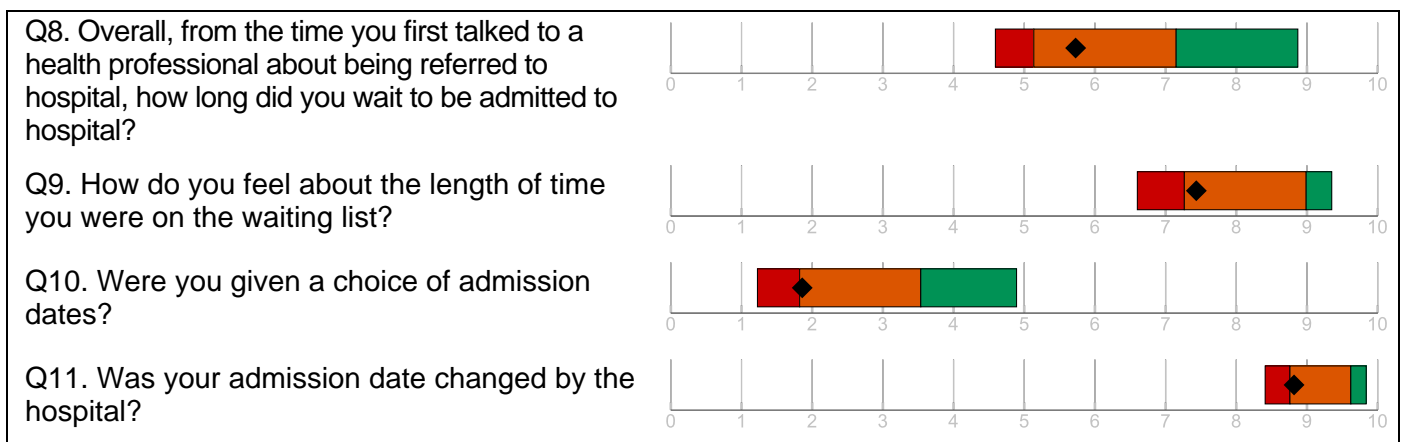 Q8. Overall, from the time you first talked to a
health professional about being referred to
hospital, how long did you wait to be admitted to
hospital?
0 1 2 3 4 5 6 7 8 9 10
Q9. How do you feel about the length of time
you were on the waiting list?
0 1 2 3 4 5 6 7 8 9 10
Q10. Were you given a choice of admission
dates?
0 1 2 3 4 5 6 7 8 9 10
Q11. Was your admission date changed by the
hospital?
0 1 2 3 4 5 6 7 8 9 10